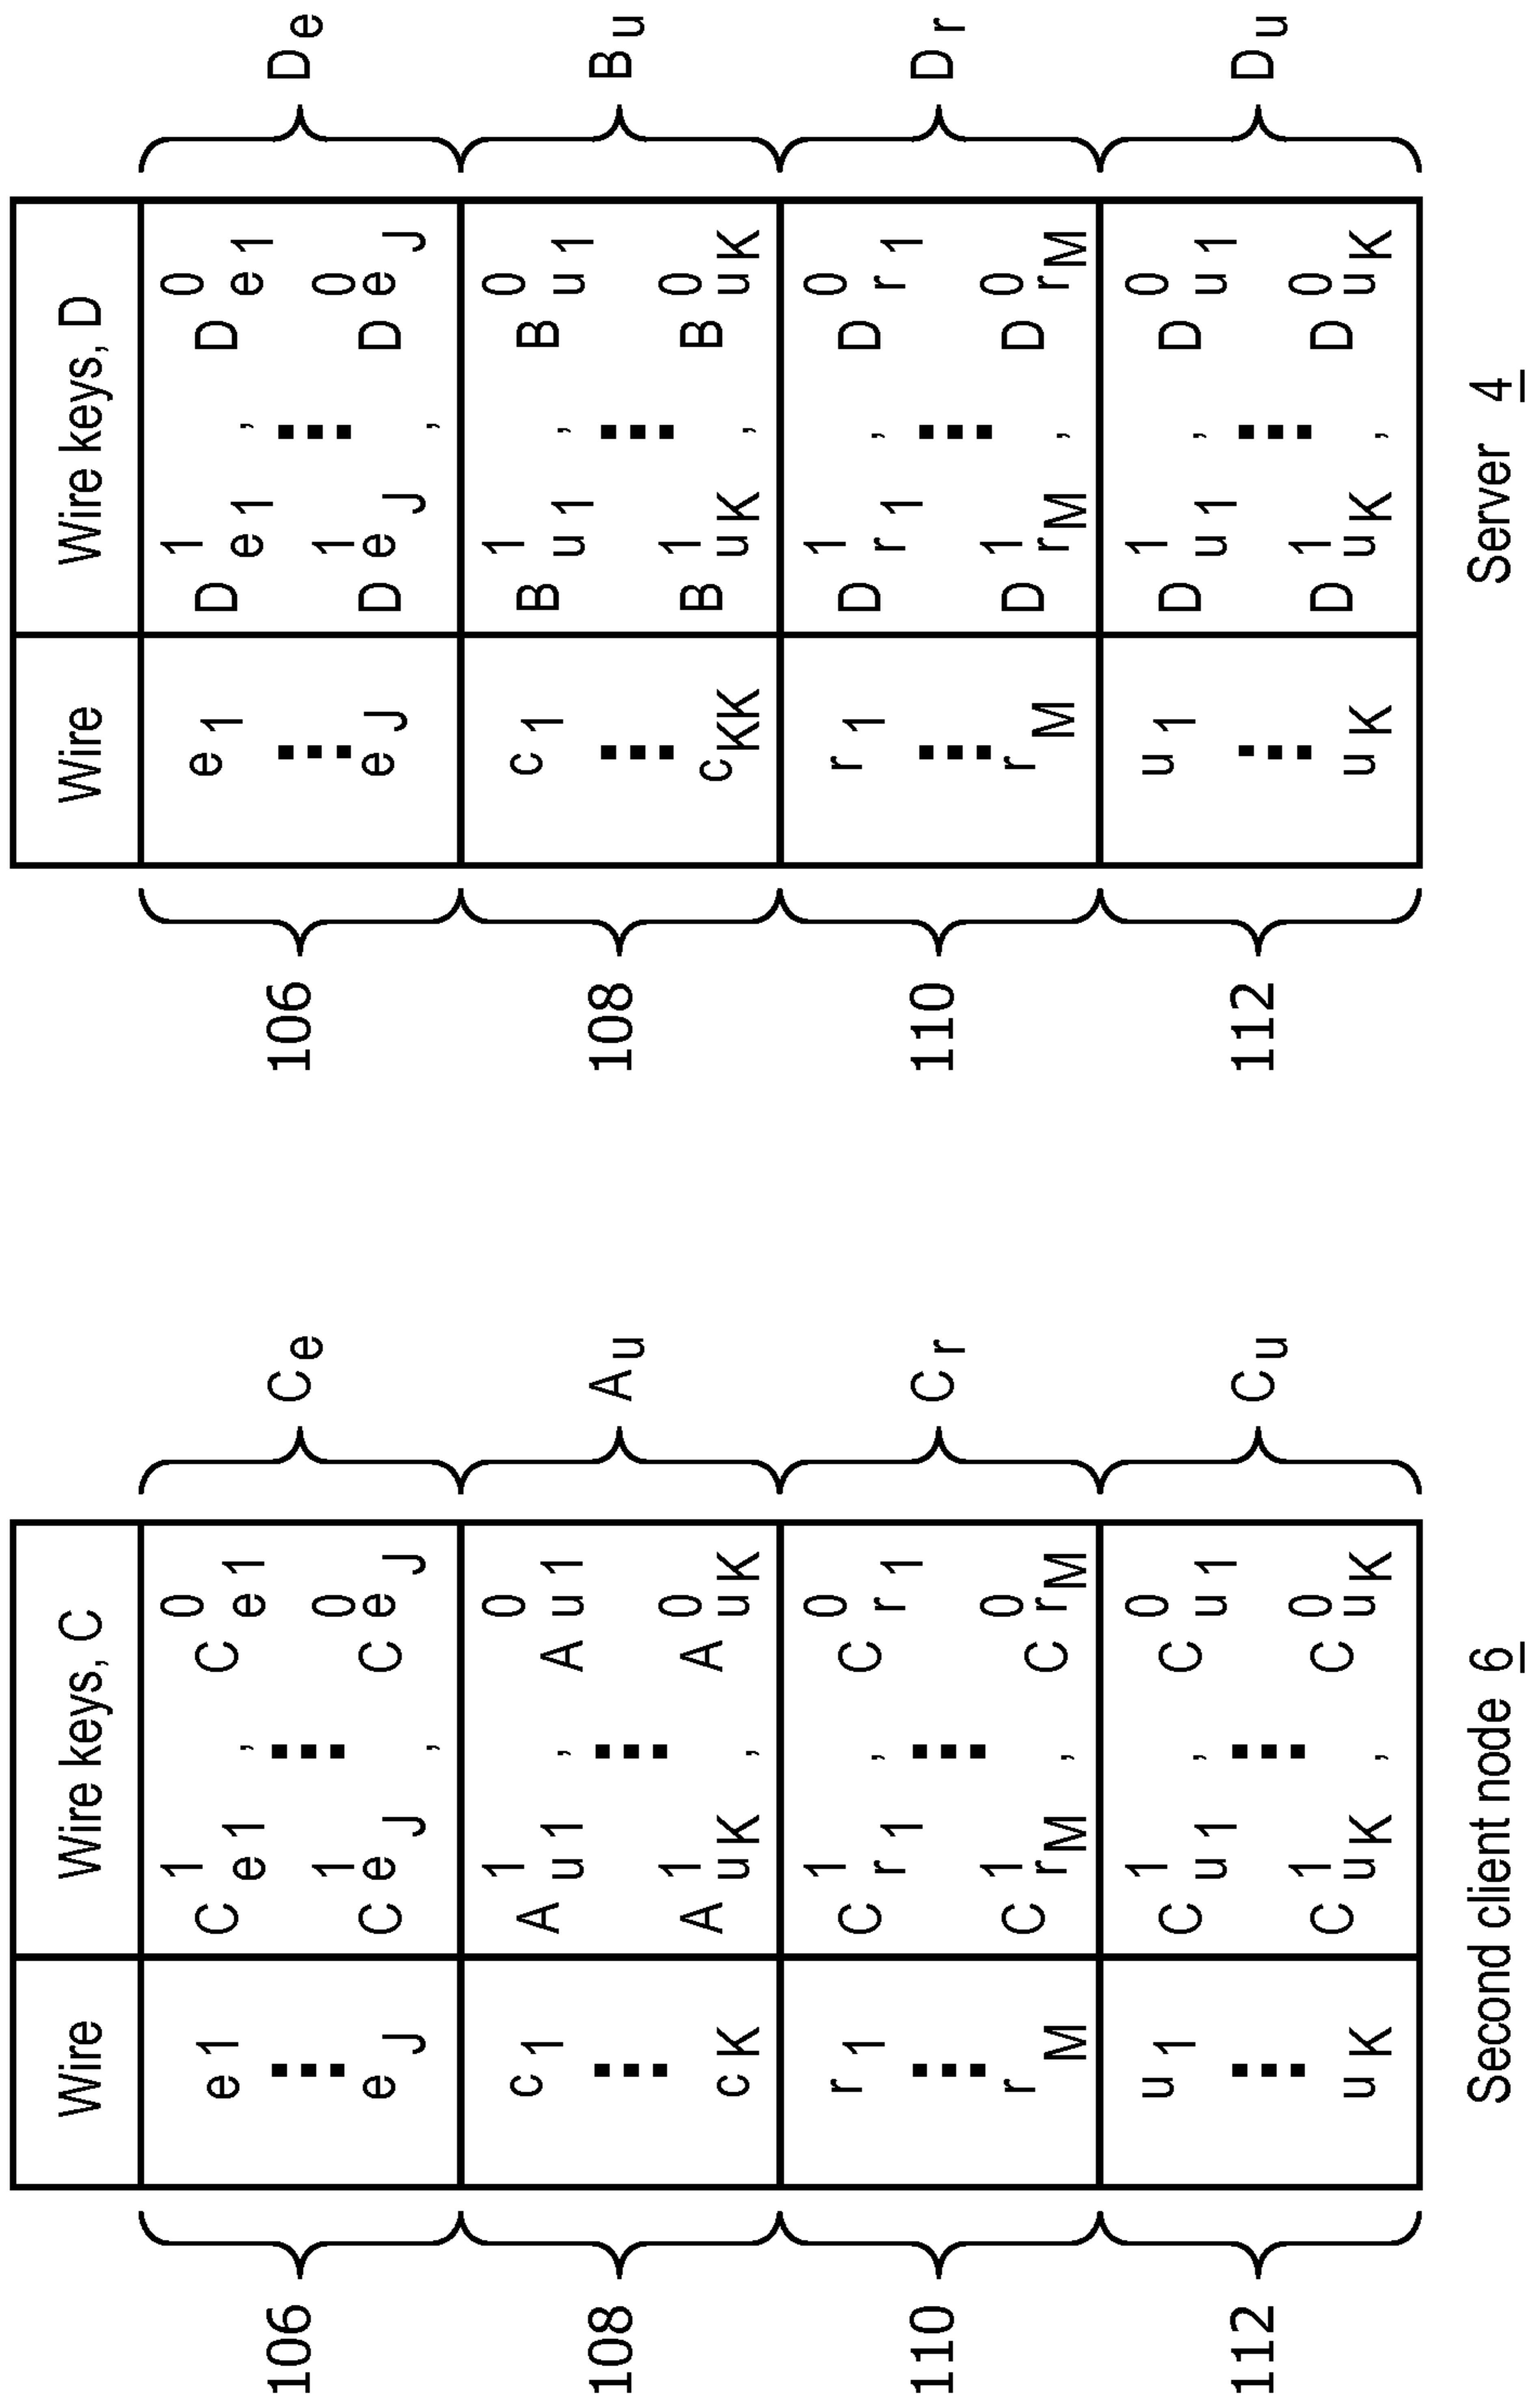 Wire Wire keys, C
e1 C¹e1, C⁰e1
106 ⋮ ⋮ Ce
eJ C¹eJ, C⁰eJ
c1 A¹u1, A⁰u1
108 ⋮ ⋮ Au
cK A¹uK, A⁰uK
r1 C¹r1, C⁰r1
110 ⋮ ⋮ Cr
rM C¹rM, C⁰rM
u1 C¹u1, C⁰u1
112 ⋮ ⋮ Cu
uK C¹uK, C⁰uK
Second client node 6
Wire Wire keys, D
e1 D¹e1, D⁰e1
106 ⋮ ⋮ De
eJ D¹eJ, D⁰eJ
c1 B¹u1, B⁰u1
108 ⋮ ⋮ Bu
cKK B¹uK, B⁰uK
r1 D¹r1, D⁰r1
110 ⋮ ⋮ Dr
rM D¹rM, D⁰rM
u1 D¹u1, D⁰u1
112 ⋮ ⋮ Du
uK D¹uK, D⁰uK
Server 4